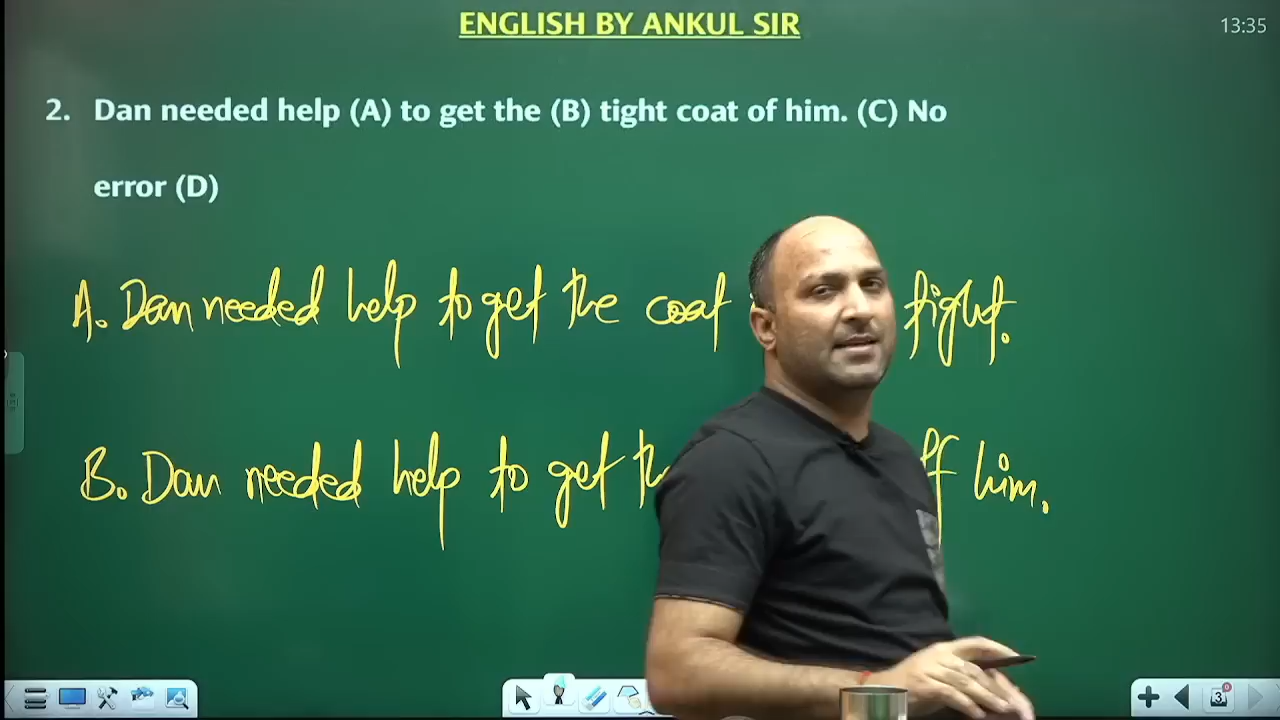 ENGLISH BY ANKUL SIR
13:35
2. Dan needed help (A) to get the (B) tight coat of him. (C) No
error (D)
A. Dan needed help to get the coat tight.
B. Dan needed help to get him.
3